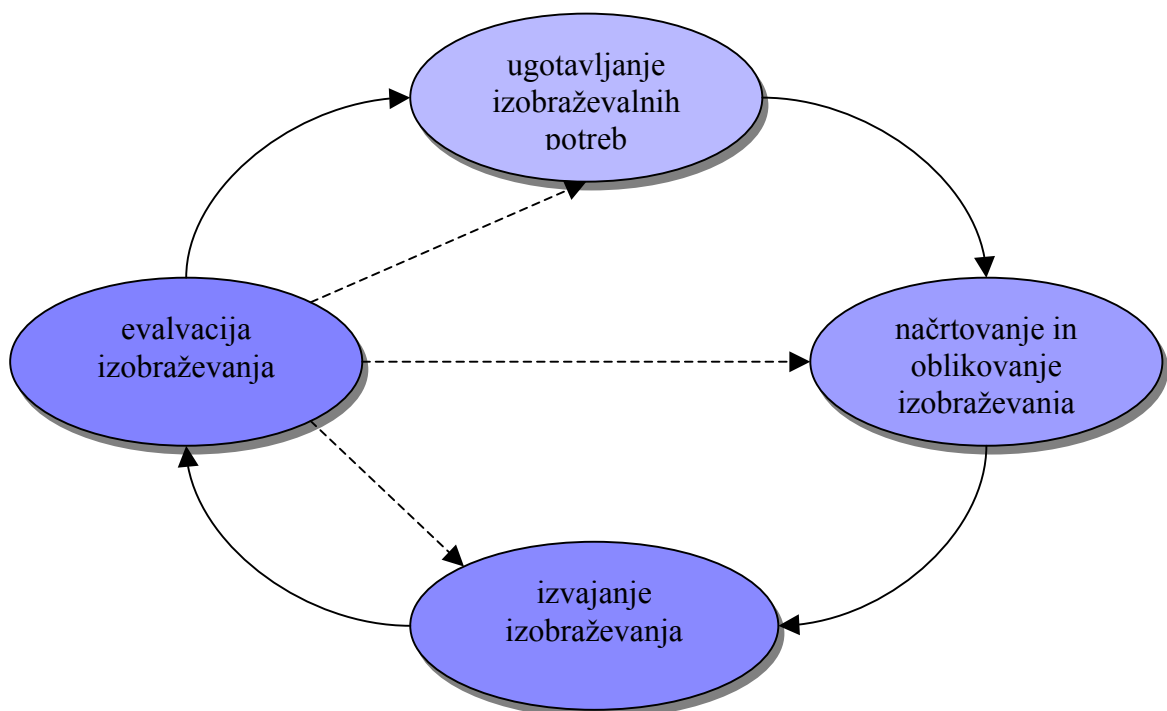 ugotavljanje
izobraževalnih
potreb
evalvacija
izobraževanja
načrtovanje in
oblikovanje
izobraževanja
izvajanje
izobraževanja